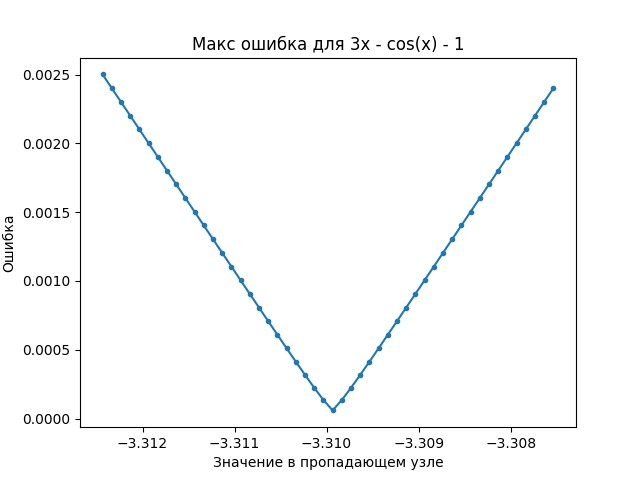 Макс ошибка для 3x - cos(x) - 1
Ошибка
0.0025
0.0020
0.0015
0.0010
0.0005
0.0000
−3.312 −3.311 −3.310 −3.309 −3.308
Значение в пропадающем узле